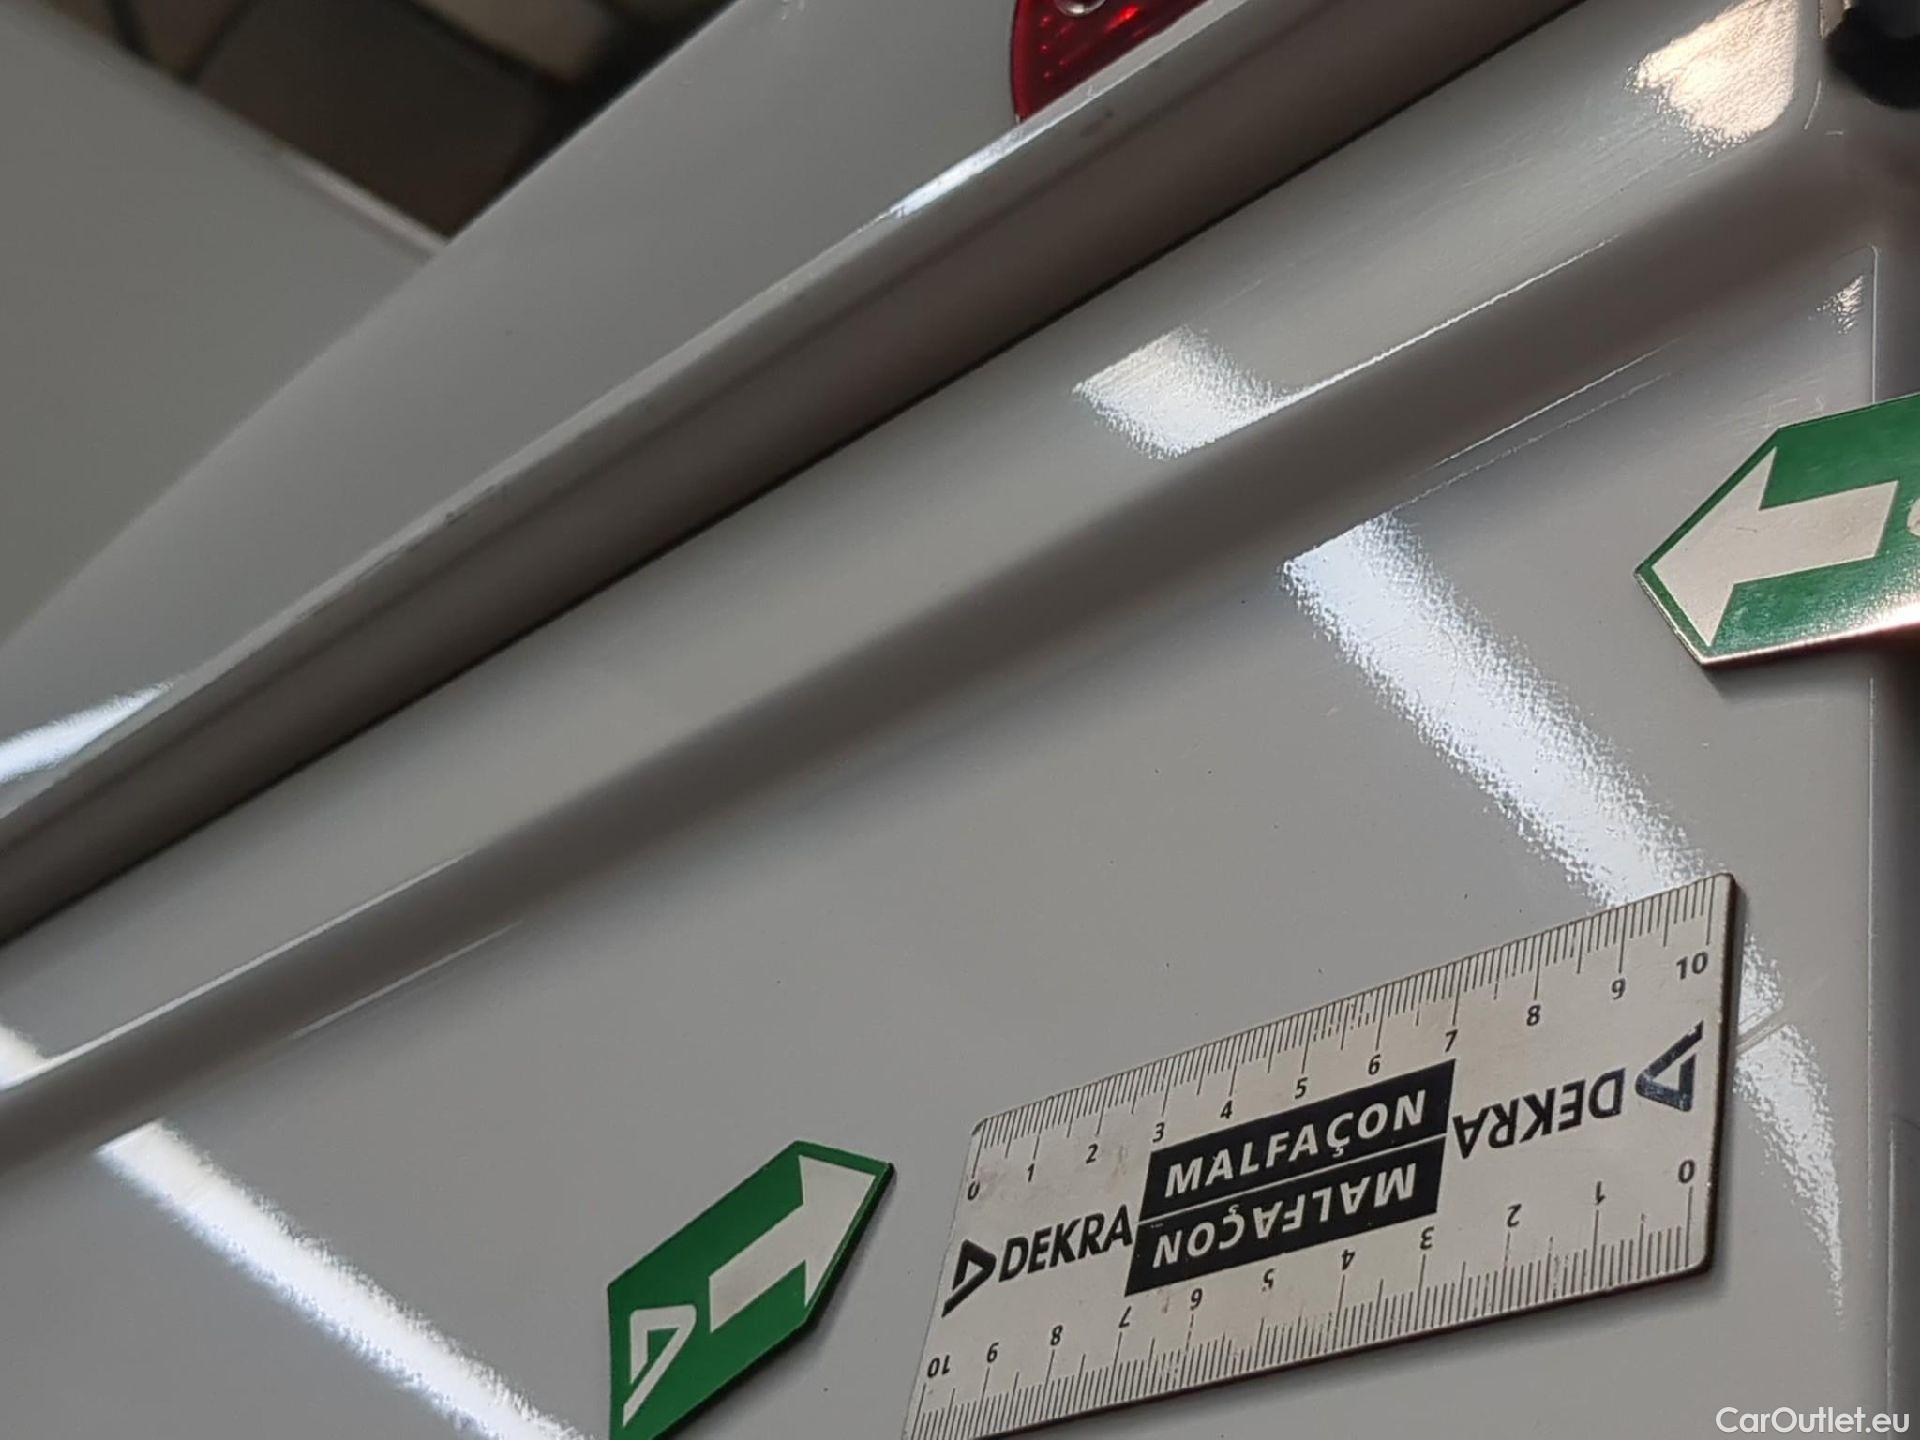 0 1 2 3 4 5 6 7 8 9 10
MALFAÇON
DEKRA
DEKRA
MALFAÇON
10 9 8 7 6 5 4 3 2 1 0
CarOutlet.eu